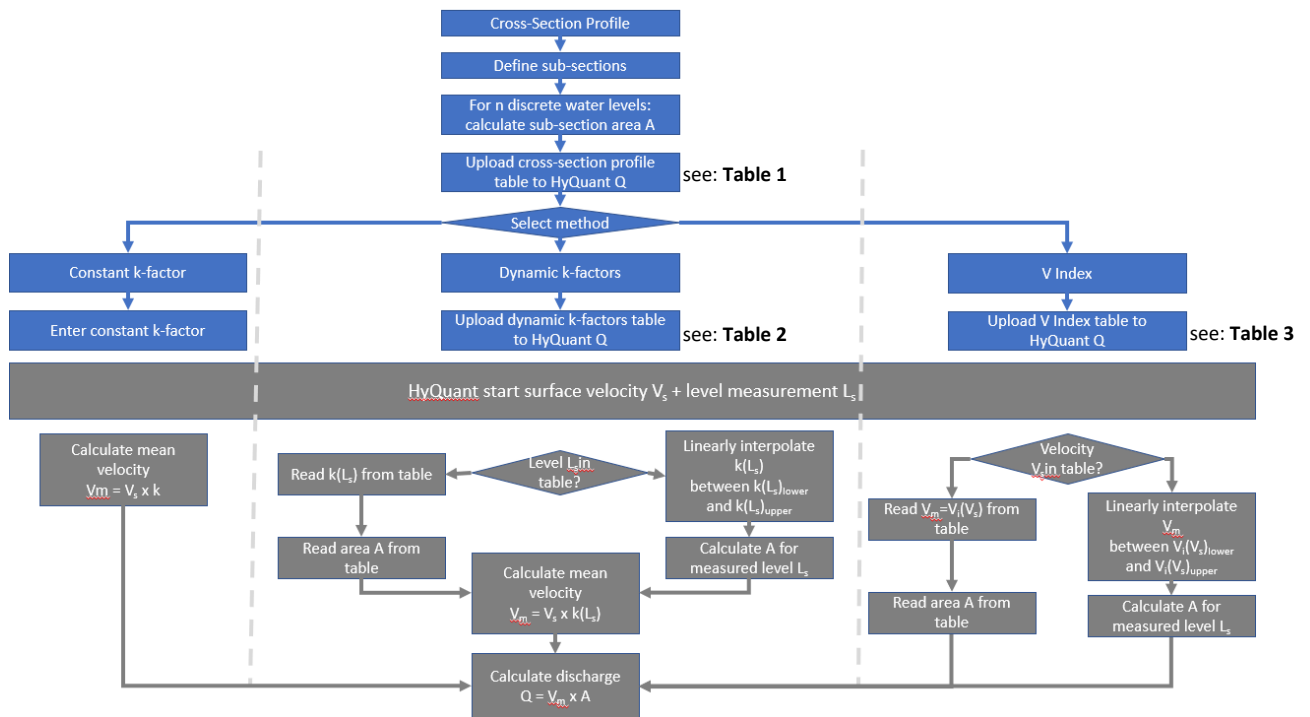 Cross-Section Profile
Define sub-sections
For n discrete water levels:
calculate sub-section area A
Upload cross-section profile
table to HyQuant Q
see: Table 1
Select method
Constant k-factor
Dynamic k-factors
V Index
Enter constant k-factor
Upload dynamic k-factors table
to HyQuant Q
see: Table 2
Upload V Index table to
HyQuant Q
see: Table 3
HyQuant start surface velocity Vs + level measurement Ls
Calculate mean
velocity
Vm = Vs x k
Read k(Ls) from table
Level Ls in
table?
Linearly interpolate
k(Ls)
between k(Ls)lower
and k(Ls)upper
Read area A from
table
Calculate A for
measured level Ls
Calculate mean
velocity
Vm = Vs x k(Ls)
Velocity
Vs in table?
Read Vm=Vi(Vs) from
table
Linearly interpolate
Vm
between Vi(Vs)lower
and Vi(Vs)upper
Read area A from
table
Calculate A for
measured level Ls
Calculate discharge
Q = Vm x A